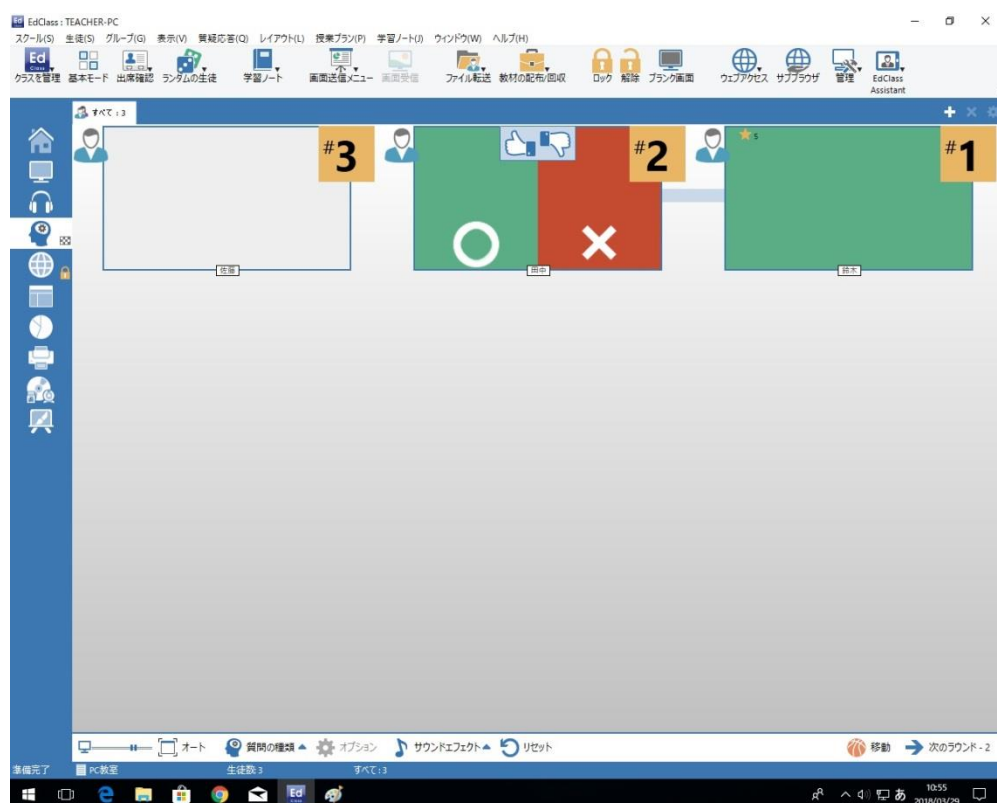 EdClass : TEACHER-PC
スクール(S) 生徒(S) グループ(G) 表示(V) 質疑応答(Q) レイアウト(L) 授業プラン(P) 学習ノート(J) ウィンドウ(W) ヘルプ(H)
Ed
Class
クラスを管理 基本モード 出席確認 ランダムの生徒 学習ノート 画面送信メニュー 画面受信 ファイル転送 教材の配布/回収 ロック 解除 ブランク画面 ウェブアクセス サブブラウザ 管理 EdClass
Assistant
すべて : 3
#3
#2
5
#1
佐藤
田中
鈴木
オート 質問の種類 オプション サウンドエフェクト リセット 移動 次のラウンド - 2
準備完了 PC教室 生徒数: 3 すべて : 3
Ed
あ
10:55
2018/03/29